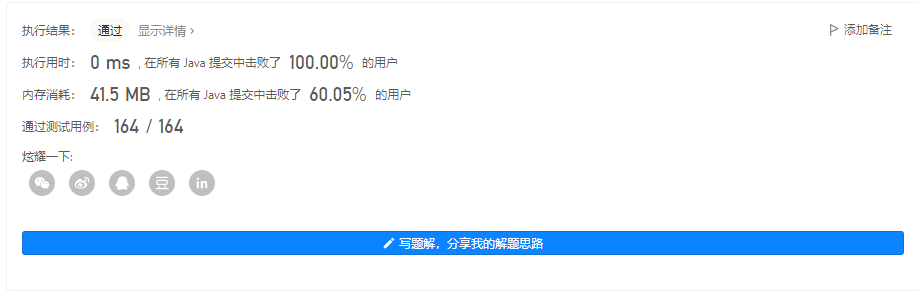 执行结果： 通过 显示详情 › 添加备注
执行用时： 0 ms , 在所有 Java 提交中击败了 100.00% 的用户
内存消耗： 41.5 MB , 在所有 Java 提交中击败了 60.05% 的用户
通过测试用例： 164 / 164
炫耀一下:
豆 in
写题解，分享我的解题思路